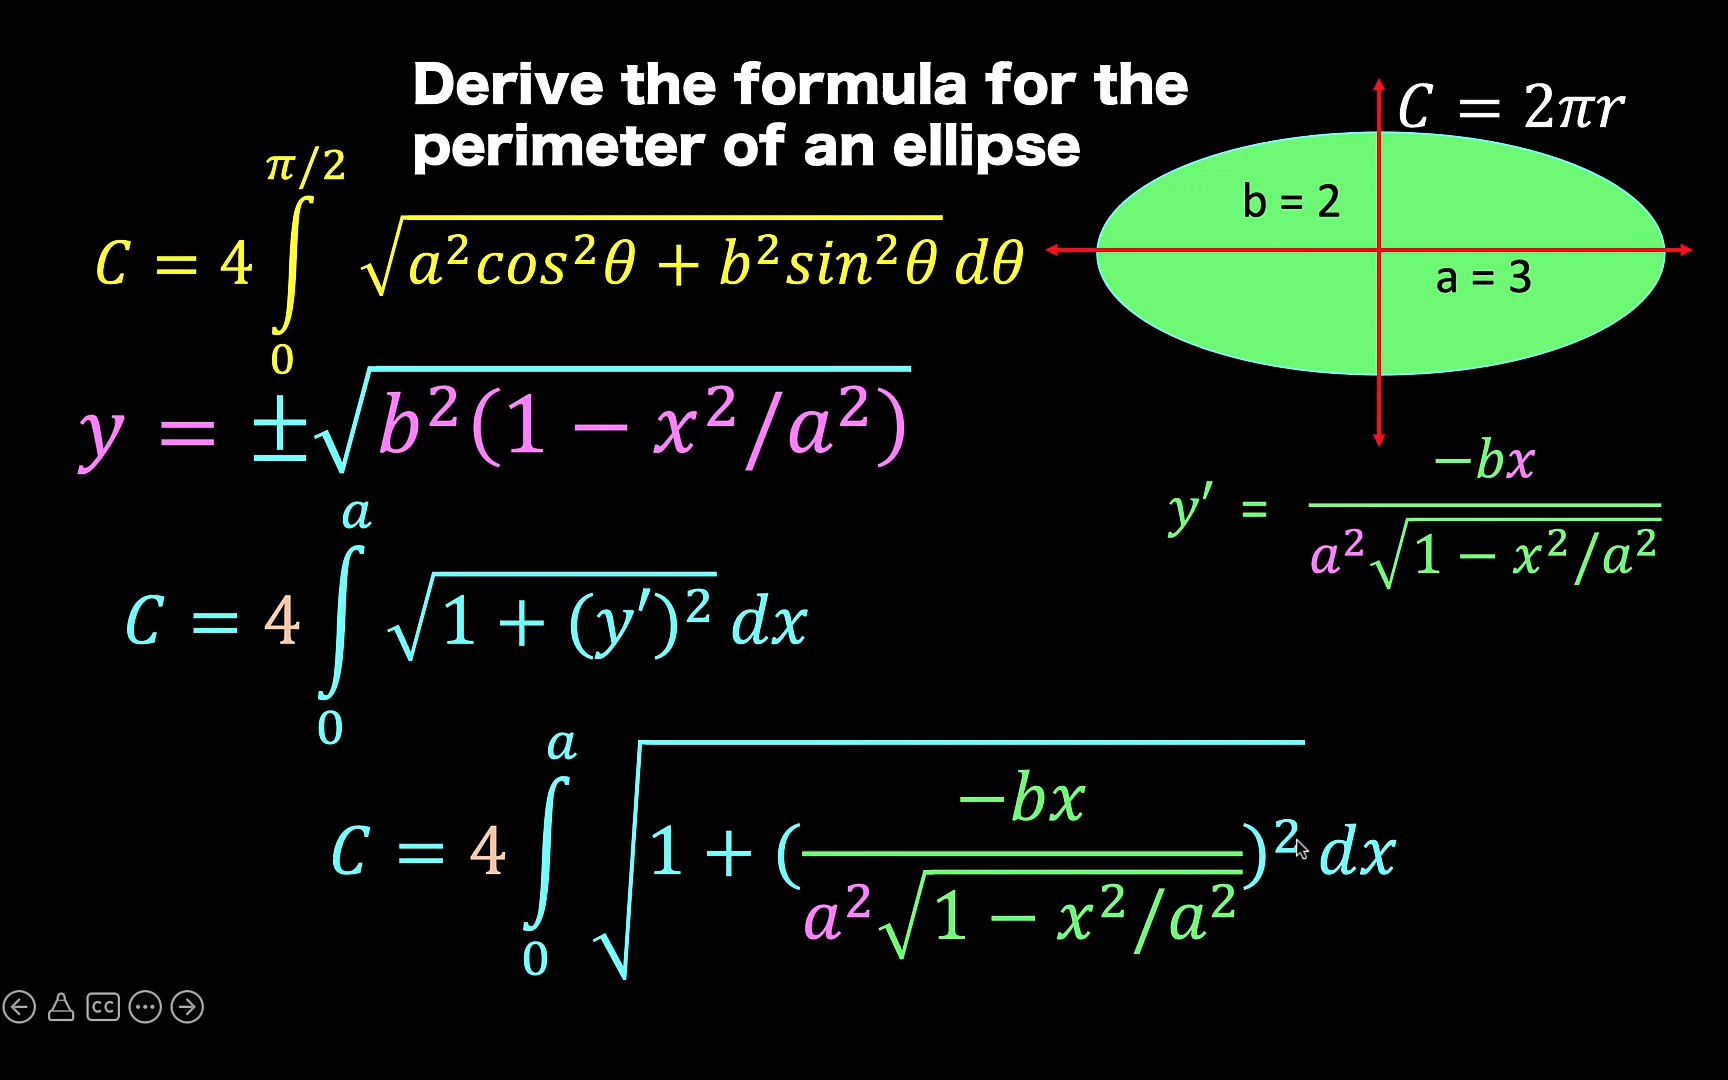 Derive the formula for the
perimeter of an ellipse
C = 2πr
C = 4 ∫₀^{π/2} √(a²cos²θ + b²sin²θ) dθ
b = 2
a = 3
y = ±√(b²(1 − x²/a²))
y′ = −bx / (a²√(1 − x²/a²))
C = 4 ∫₀^a √(1 + (y′)²) dx
C = 4 ∫₀^a √(1 + (−bx / (a²√(1 − x²/a²)))²) dx
CC